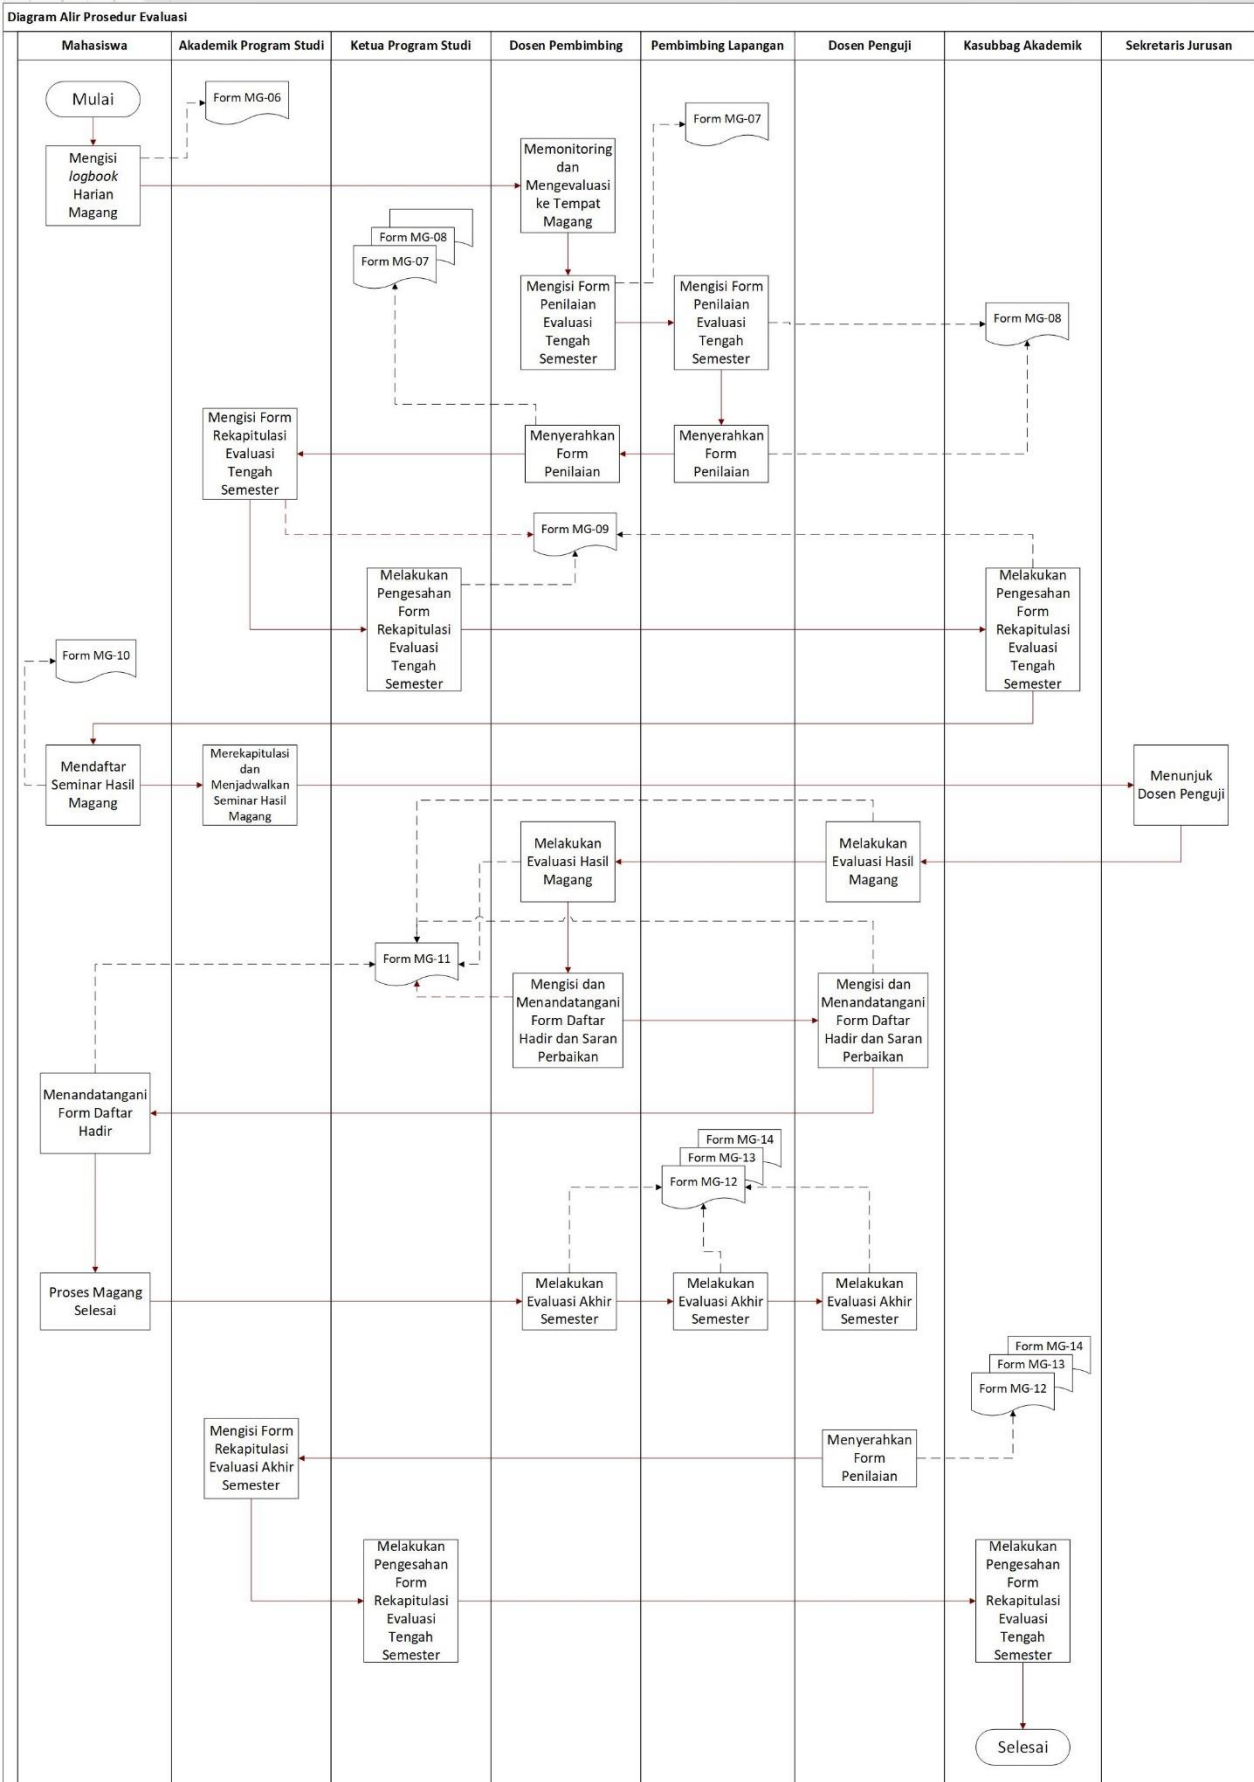 Diagram Alir Prosedur Evaluasi
Mahasiswa
Akademik Program Studi
Ketua Program Studi
Dosen Pembimbing
Pembimbing Lapangan
Dosen Penguji
Kasubbag Akademik
Sekretaris Jurusan
Mulai
Form MG-06
Form MG-07
Mengisi
logbook
Harian
Magang
Memonitoring
dan
Mengevaluasi
ke Tempat
Magang
Form MG-08
Form MG-07
Mengisi Form
Penilaian
Evaluasi
Tengah
Semester
Mengisi Form
Penilaian
Evaluasi
Tengah
Semester
Form MG-08
Mengisi Form
Rekapitulasi
Evaluasi
Tengah
Semester
Menyerahkan
Form
Penilaian
Menyerahkan
Form
Penilaian
Form MG-09
Melakukan
Pengesahan
Form
Rekapitulasi
Evaluasi
Tengah
Semester
Melakukan
Pengesahan
Form
Rekapitulasi
Evaluasi
Tengah
Semester
Form MG-10
Mendaftar
Seminar Hasil
Magang
Merekapitulasi
dan
Menjadwalkan
Seminar Hasil
Magang
Menunjuk
Dosen Penguji
Melakukan
Evaluasi Hasil
Magang
Melakukan
Evaluasi Hasil
Magang
Form MG-11
Mengisi dan
Menandatangani
Form Daftar
Hadir dan Saran
Perbaikan
Mengisi dan
Menandatangani
Form Daftar
Hadir dan Saran
Perbaikan
Menandatangani
Form Daftar
Hadir
Form MG-14
Form MG-13
Form MG-12
Proses Magang
Selesai
Melakukan
Evaluasi Akhir
Semester
Melakukan
Evaluasi Akhir
Semester
Melakukan
Evaluasi Akhir
Semester
Form MG-14
Form MG-13
Form MG-12
Mengisi Form
Rekapitulasi
Evaluasi Akhir
Semester
Menyerahkan
Form
Penilaian
Melakukan
Pengesahan
Form
Rekapitulasi
Evaluasi
Tengah
Semester
Melakukan
Pengesahan
Form
Rekapitulasi
Evaluasi
Tengah
Semester
Selesai